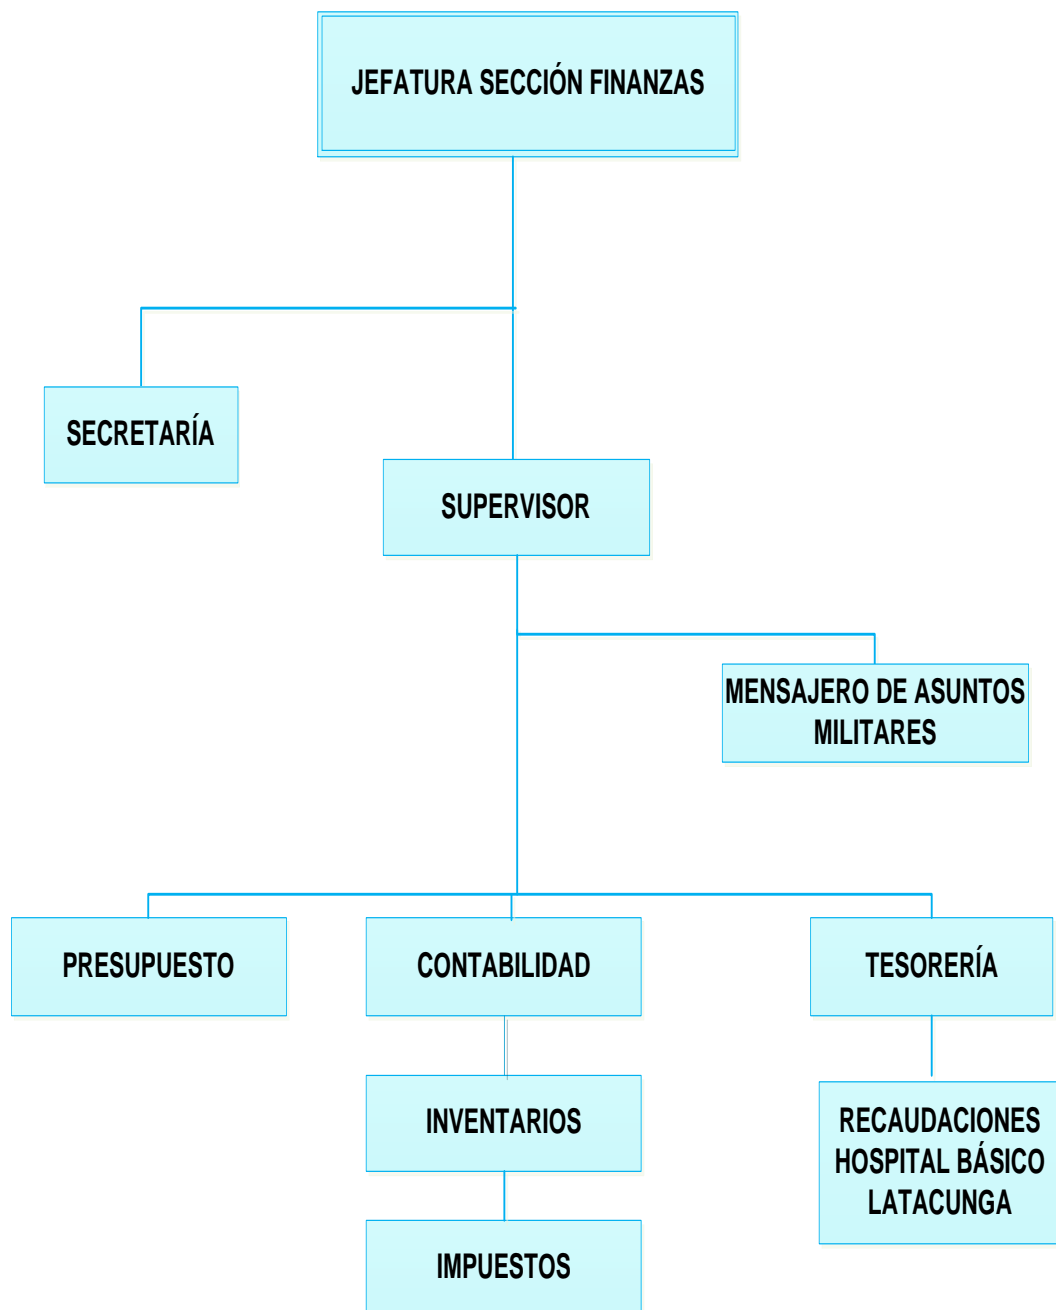 JEFATURA SECCIÓN FINANZAS
SECRETARÍA
SUPERVISOR
MENSAJERO DE ASUNTOS
MILITARES
PRESUPUESTO
CONTABILIDAD
TESORERÍA
INVENTARIOS
RECAUDACIONES
HOSPITAL BÁSICO
LATACUNGA
IMPUESTOS